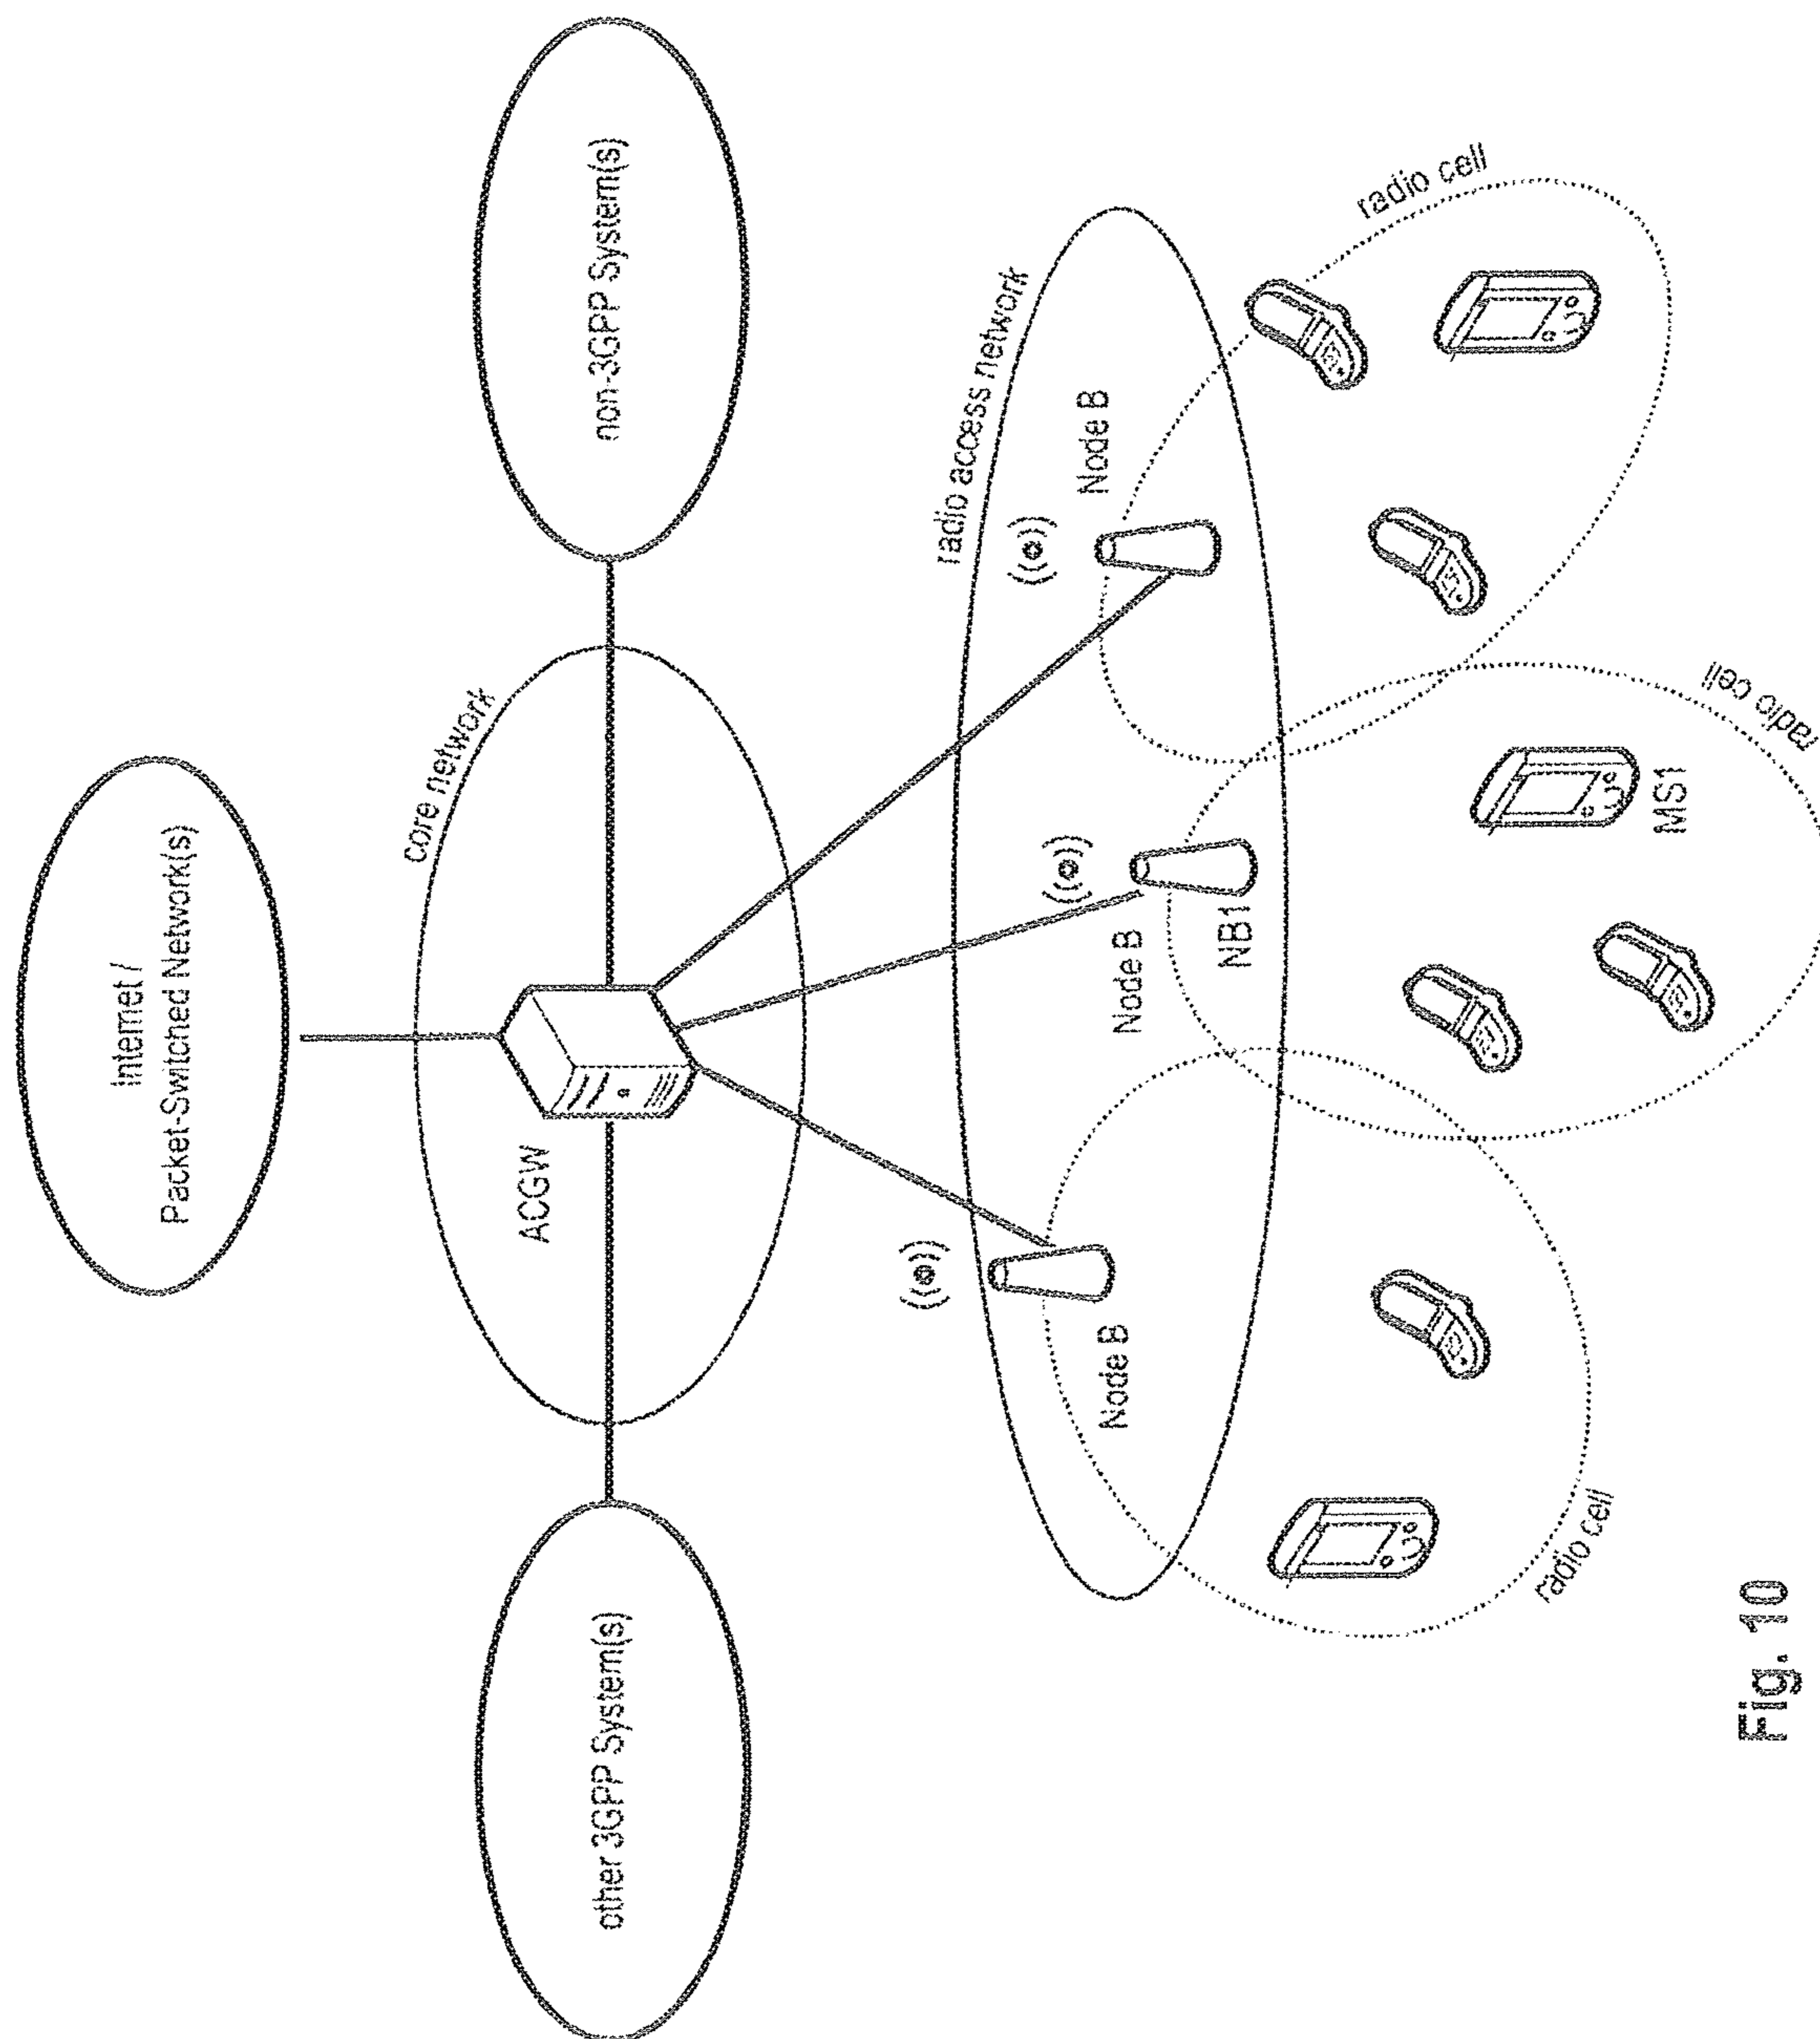 Internet /
Packet-Switched Network(s)
core network
ACGW
other 3GPP System(s)
non-3GPP System(s)
radio access network
Node B
Node B
NB1
Node B
MS1
radio cell
radio cell
radio cell
Fig. 10